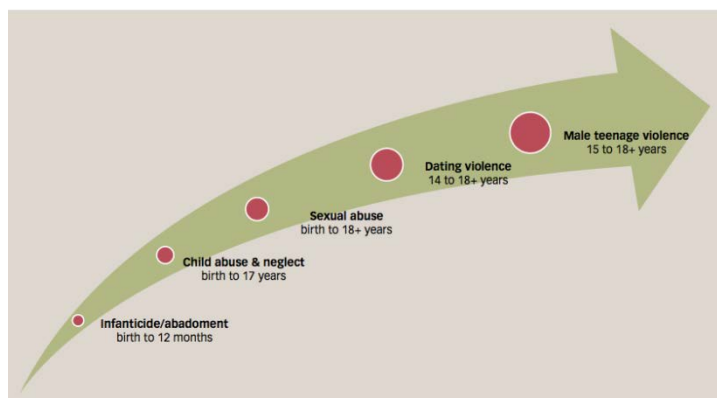 Male teenage violence
15 to 18+ years
Dating violence
14 to 18+ years
Sexual abuse
birth to 18+ years
Child abuse & neglect
birth to 17 years
Infanticide/abadoment
birth to 12 months